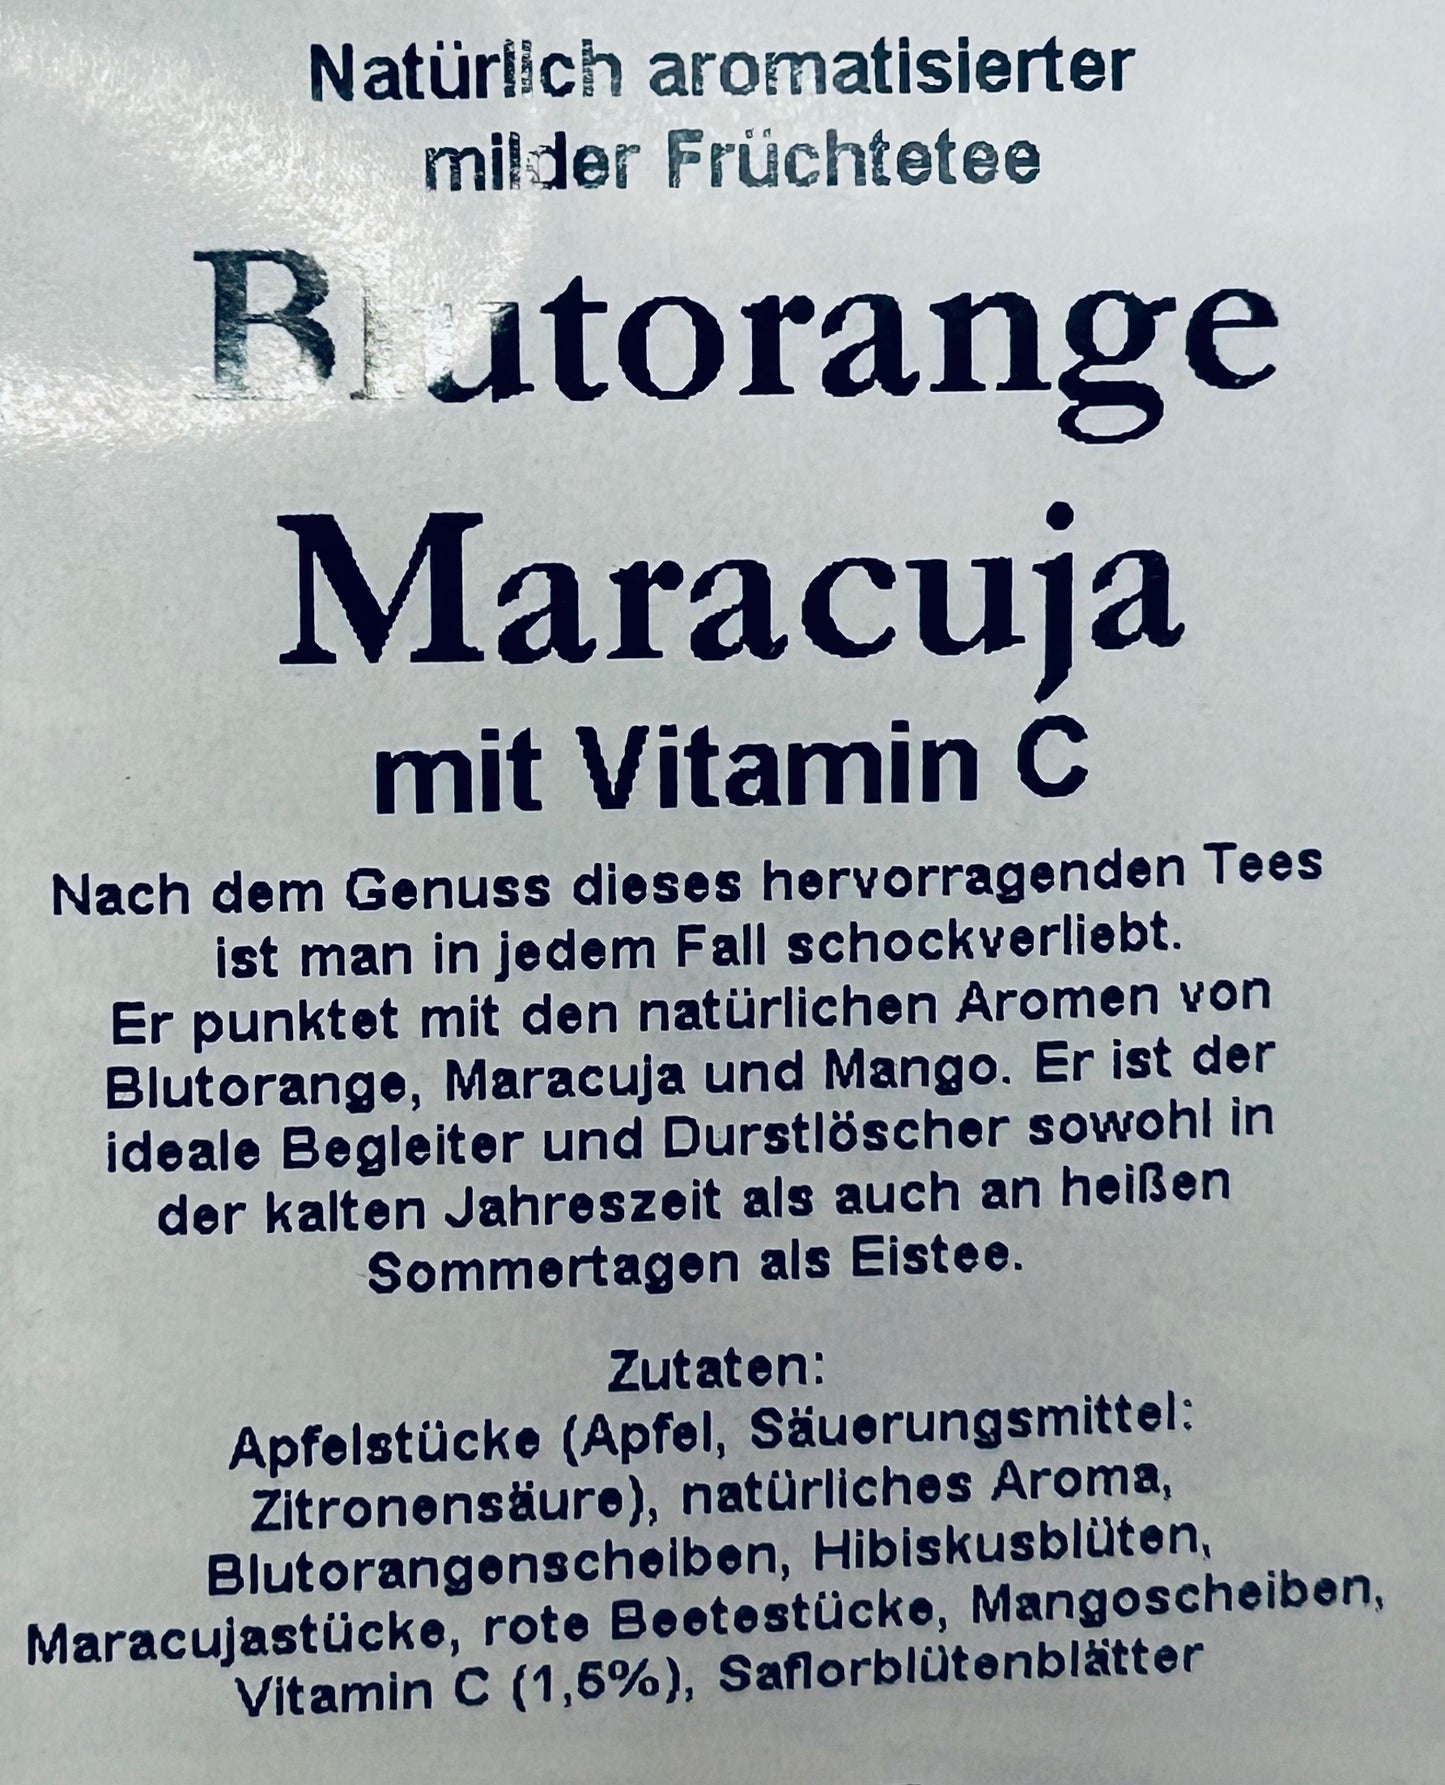 Natürlich aromatisierter
milder Früchtetee
Blutorange
Maracuja
mit Vitamin C
Nach dem Genuss dieses hervorragenden Tees
ist man in jedem Fall schockverliebt.
Er punktet mit den natürlichen Aromen von
Blutorange, Maracuja und Mango. Er ist der
ideale Begleiter und Durstlöscher sowohl in
der kalten Jahreszeit als auch an heißen
Sommertagen als Eistee.
Zutaten:
Apfelstücke (Apfel, Säuerungsmittel:
Zitronensäure), natürliches Aroma,
Blutorangenscheiben, Hibiskusblüten,
Maracujastücke, rote Beetestücke, Mangoscheiben,
Vitamin C (1,5%), Saflorblütenblätter